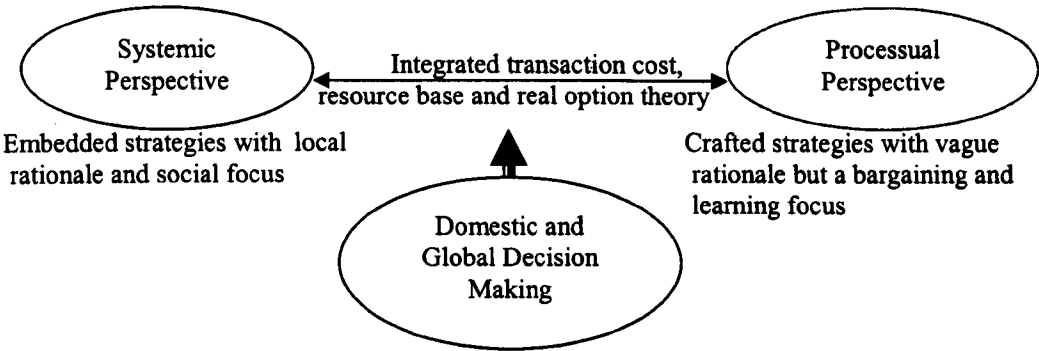 Systemic
Perspective
Integrated transaction cost,
resource base and real option theory
Processual
Perspective
Embedded strategies with local
rationale and social focus
Crafted strategies with vague
rationale but a bargaining and
learning focus
Domestic and
Global Decision
Making